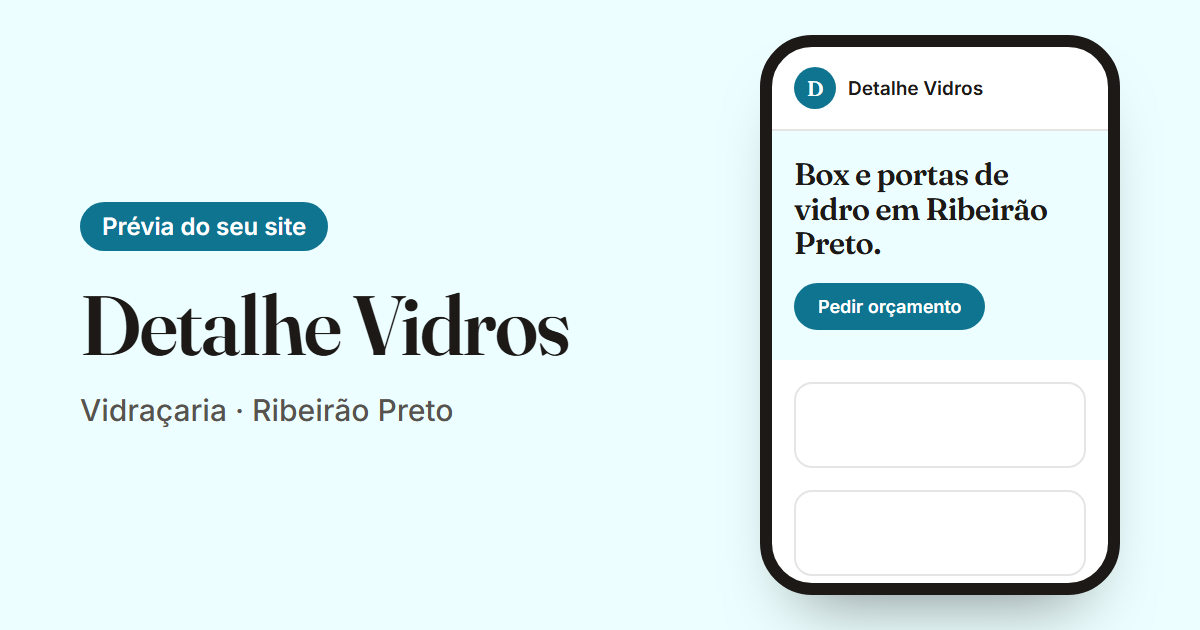 Prévia do seu site
Detalhe Vidros
Vidraçaria · Ribeirão Preto
D
Detalhe Vidros
Box e portas de
vidro em Ribeirão
Preto.
Pedir orçamento